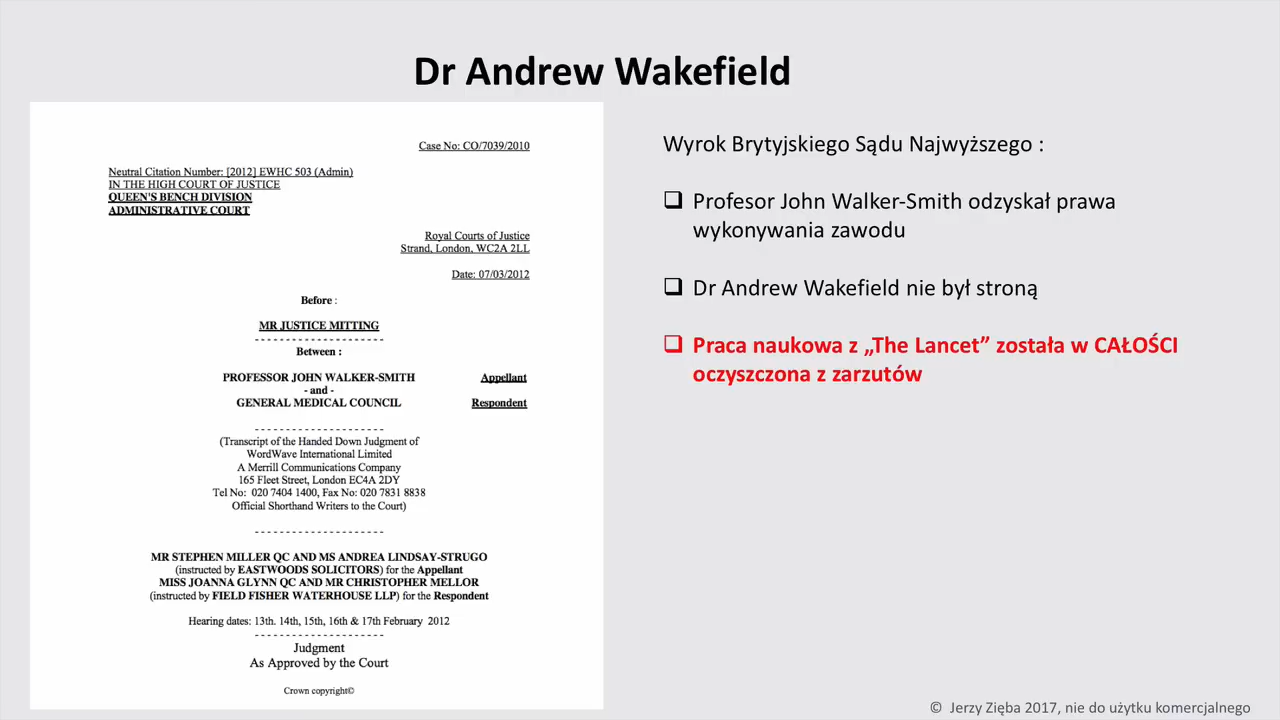 Dr Andrew Wakefield
Case No: CO/7039/2010
Neutral Citation Number: [2012] EWHC 503 (Admin)
IN THE HIGH COURT OF JUSTICE
QUEEN'S BENCH DIVISION
ADMINISTRATIVE COURT
Royal Courts of Justice
Strand, London, WC2A 2LL
Date: 07/03/2012
Before :
MR JUSTICE MITTING
- - - - - - - - - - - - - - - - - - - -
Between :
PROFESSOR JOHN WALKER-SMITH Appellant
- and -
GENERAL MEDICAL COUNCIL Respondent
- - - - - - - - - - - - - - - - - - - -
(Transcript of the Handed Down Judgment of
WordWave International Limited
A Merrill Communications Company
165 Fleet Street, London EC4A 2DY
Tel No: 020 7404 1400, Fax No: 020 7831 8838
Official Shorthand Writers to the Court)
- - - - - - - - - - - - - - - - - - - -
MR STEPHEN MILLER QC AND MS ANDREA LINDSAY-STRUGO
(instructed by EASTWOODS SOLICITORS) for the Appellant
MISS JOANNA GLYNN QC AND MR CHRISTOPHER MELLOR
(instructed by FIELD FISHER WATERHOUSE LLP) for the Respondent
Hearing dates: 13th. 14th, 15th, 16th & 17th February 2012
- - - - - - - - - - - - - - - - - - - -
Judgment
As Approved by the Court
Crown copyright©
Wyrok Brytyjskiego Sądu Najwyższego :
❑ Profesor John Walker-Smith odzyskał prawa
wykonywania zawodu
❑ Dr Andrew Wakefield nie był stroną
❑ Praca naukowa z „The Lancet” została w CAŁOŚCI
oczyszczona z zarzutów
© Jerzy Zięba 2017, nie do użytku komercjalnego